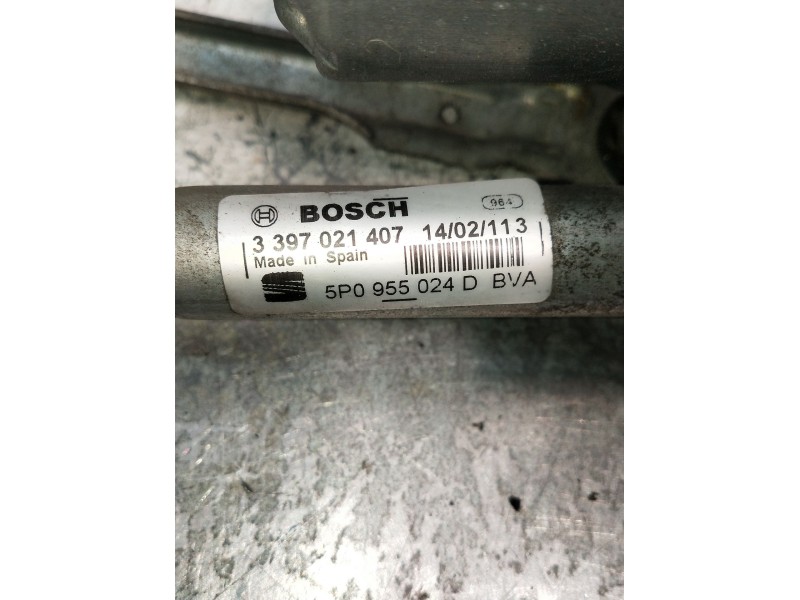 BOSCH 964
3 397 021 407 14/02/113
Made in Spain
5P0 955 024 D BVA